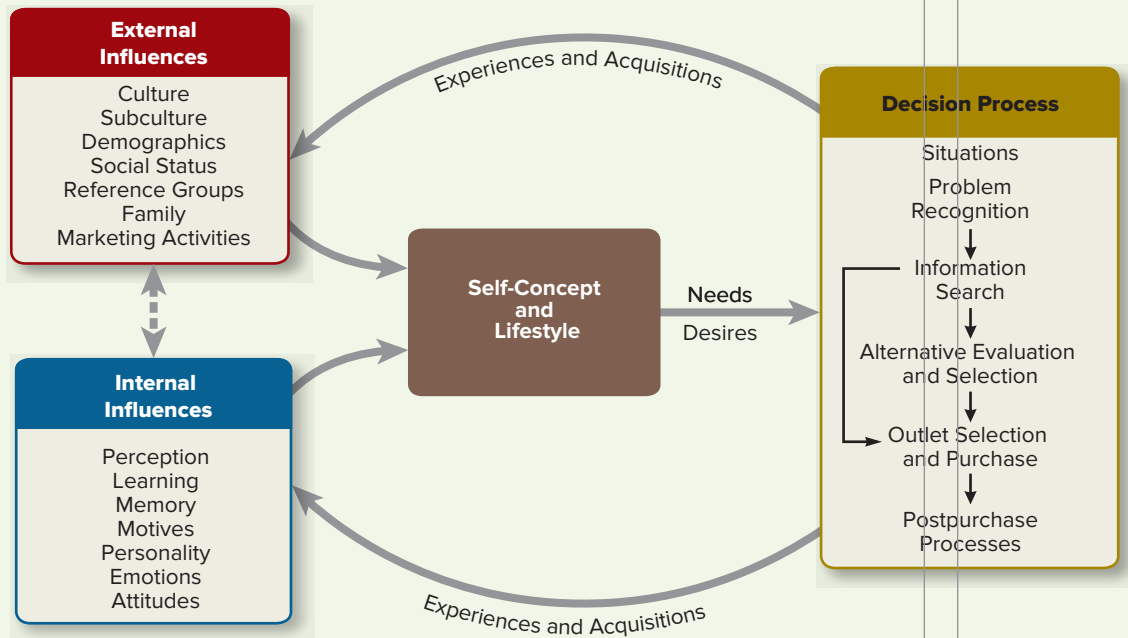 External
Influences
Culture
Subculture
Demographics
Social Status
Reference Groups
Family
Marketing Activities
Internal
Influences
Perception
Learning
Memory
Motives
Personality
Emotions
Attitudes
Experiences and Acquisitions
Self-Concept
and
Lifestyle
Needs
Desires
Experiences and Acquisitions
Decision Process
Situations
Problem
Recognition
Information
Search
Alternative Evaluation
and Selection
Outlet Selection
and Purchase
Postpurchase
Processes